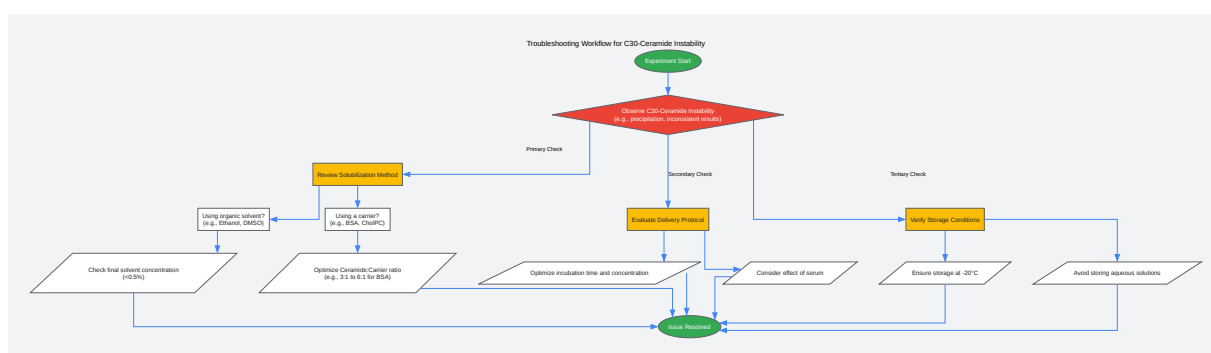 Troubleshooting Workflow for C30-Ceramide Instability
Experiment Start
Observe C30-Ceramide Instability
(e.g., precipitation, inconsistent results)
Primary Check
Secondary Check
Tertiary Check
Review Solubilization Method
Using organic solvent?
(e.g., Ethanol, DMSO)
Using a carrier?
(e.g., BSA, CholPC)
Evaluate Delivery Protocol
Verify Storage Conditions
Check final solvent concentration
(<0.5%)
Optimize Ceramide:Carrier ratio
(e.g., 3:1 to 6:1 for BSA)
Optimize incubation time and concentration
Consider effect of serum
Ensure storage at -20°C
Avoid storing aqueous solutions
Issue Resolved